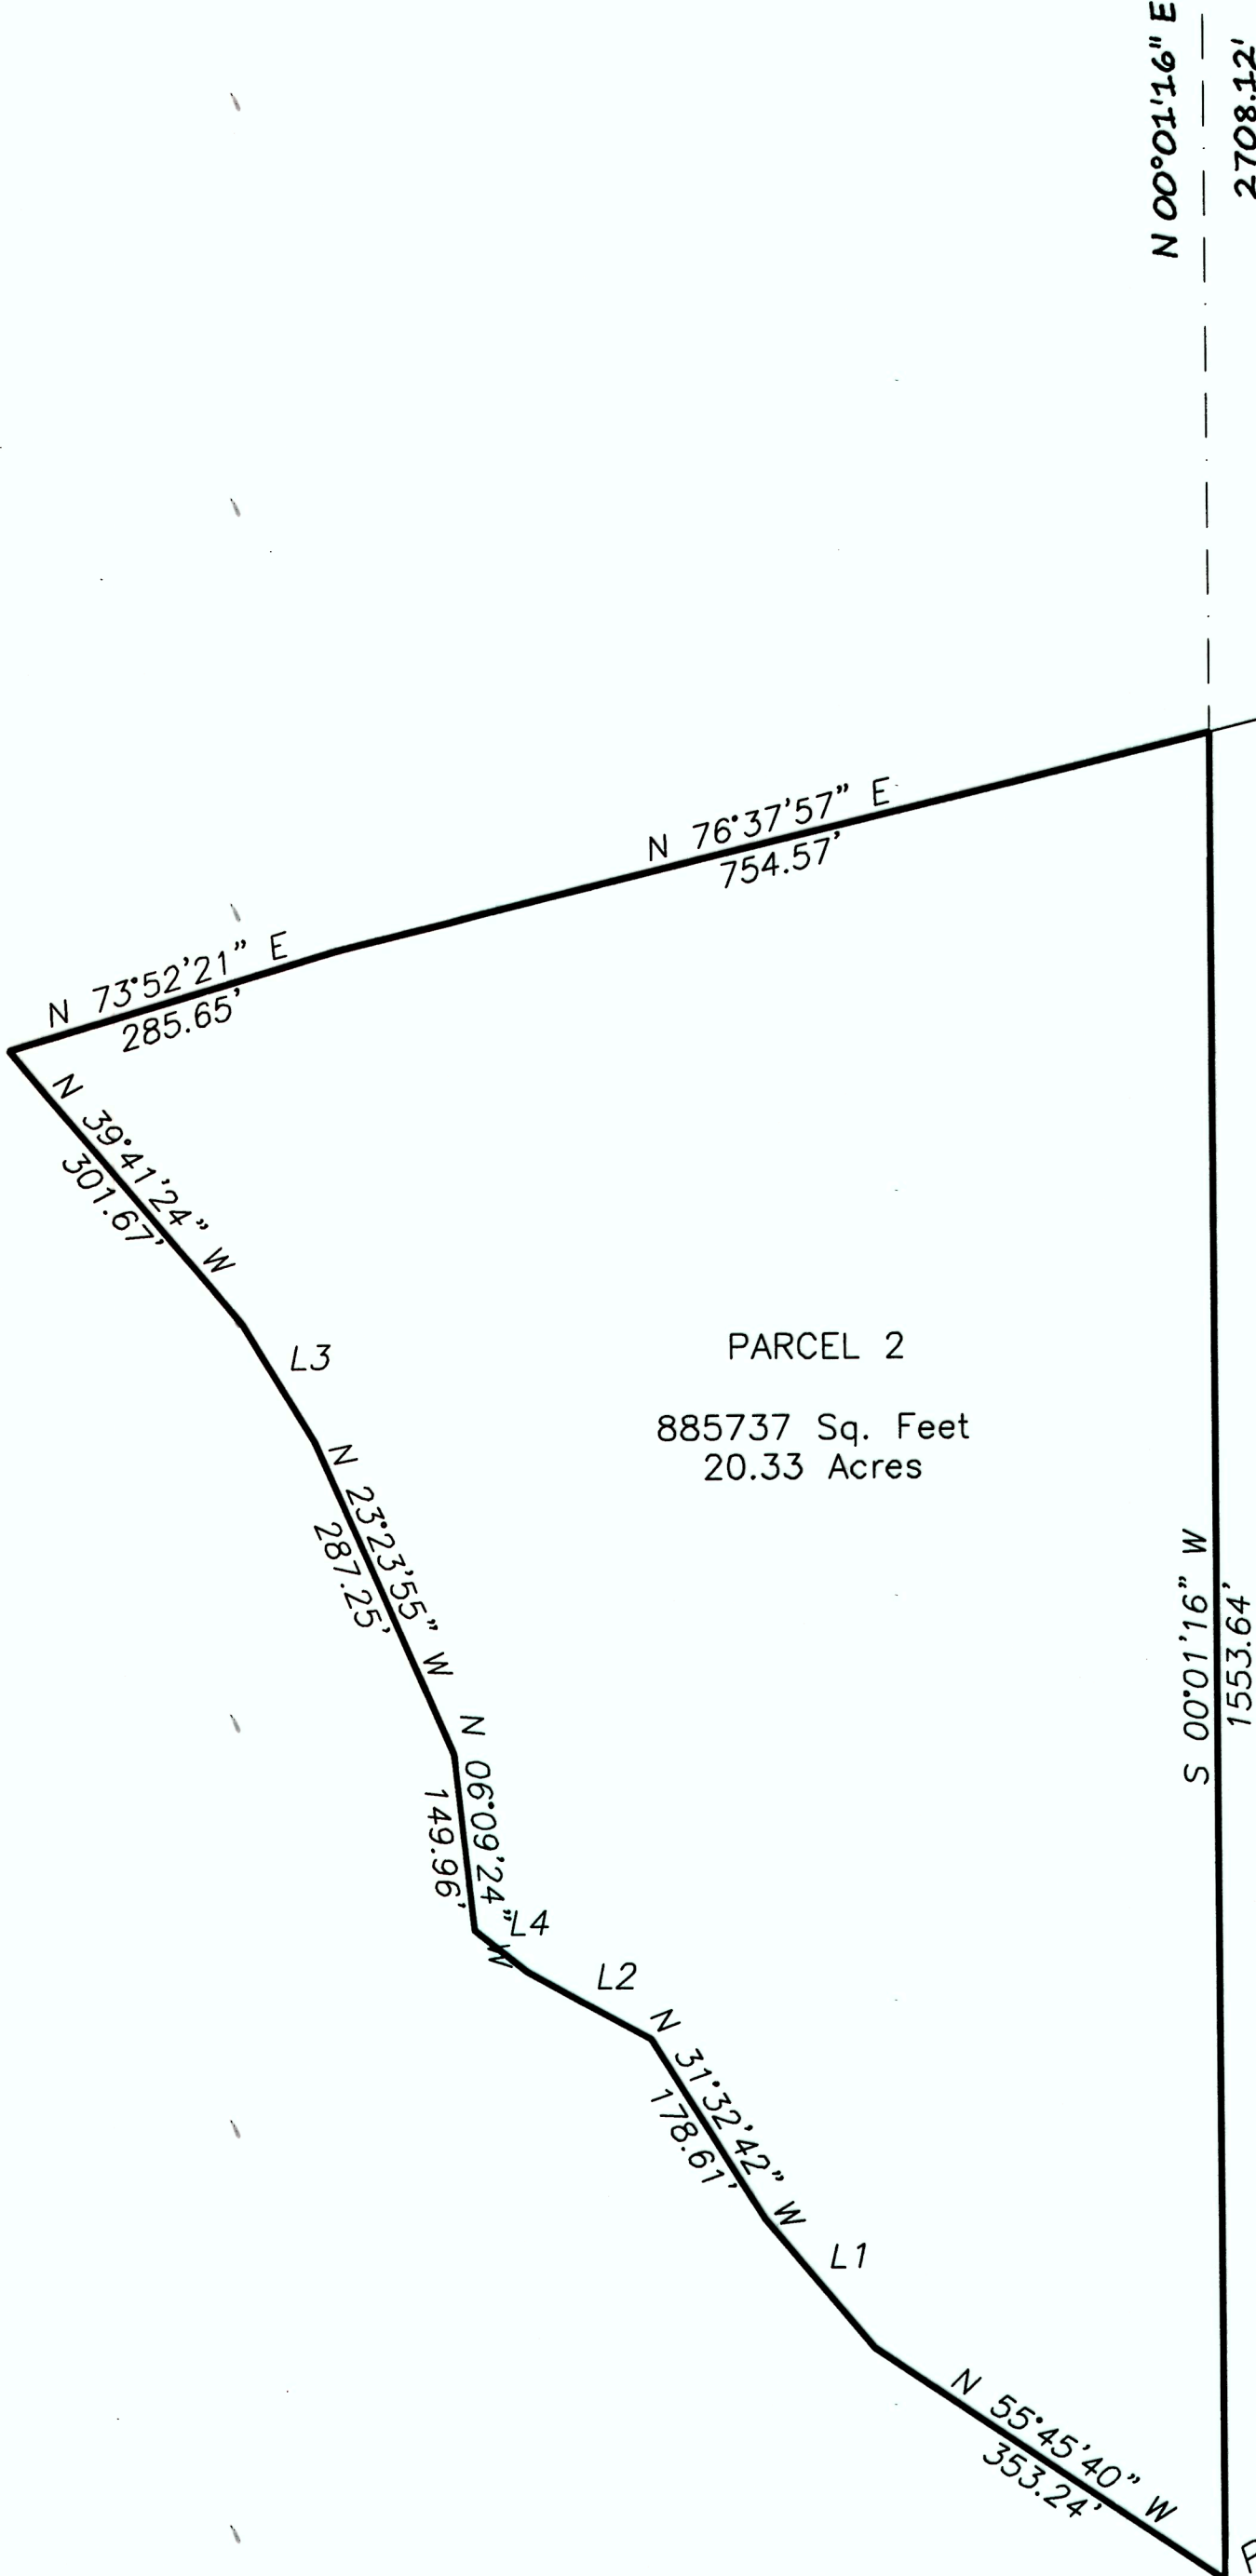 N 00°01'16" E
2708.12'
N 76°37'57" E
754.57'
N 73°52'21" E
285.65'
N 39°41'24" W
301.67'
L3
PARCEL 2
885737 Sq. Feet
20.33 Acres
N 23°23'55" W
287.25'
S 00°01'16" W
1553.64'
N 06°09'24" W
149.96'
L4
L2
N 31°32'42" W
178.61'
L1
N 55°45'40" W
353.24'